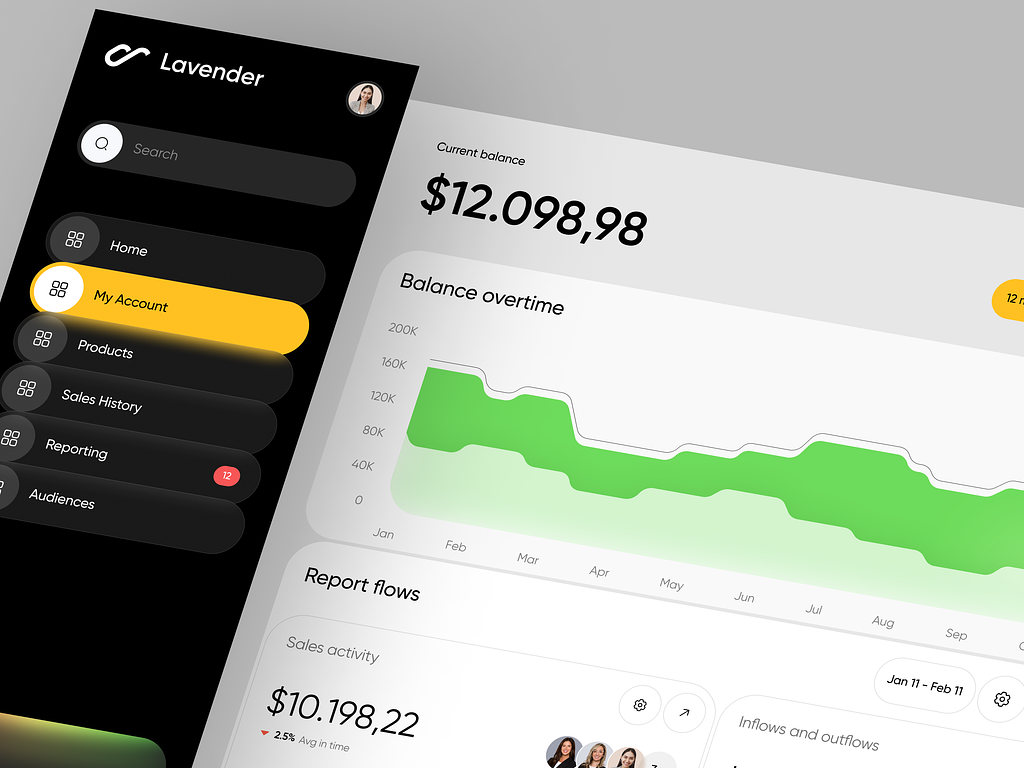 Lavender
Search
Home
My Account
Products
Sales History
Reporting
12
Audiences
Current balance
$12.098,98
12
Balance overtime
200K
160K
120K
80K
40K
0
Jan
Feb
Mar
Apr
May
Jun
Jul
Aug
Sep
Report flows
Jan 11 - Feb 11
Sales activity
$10.198,22
2.5% Avg in time
Inflows and outflows